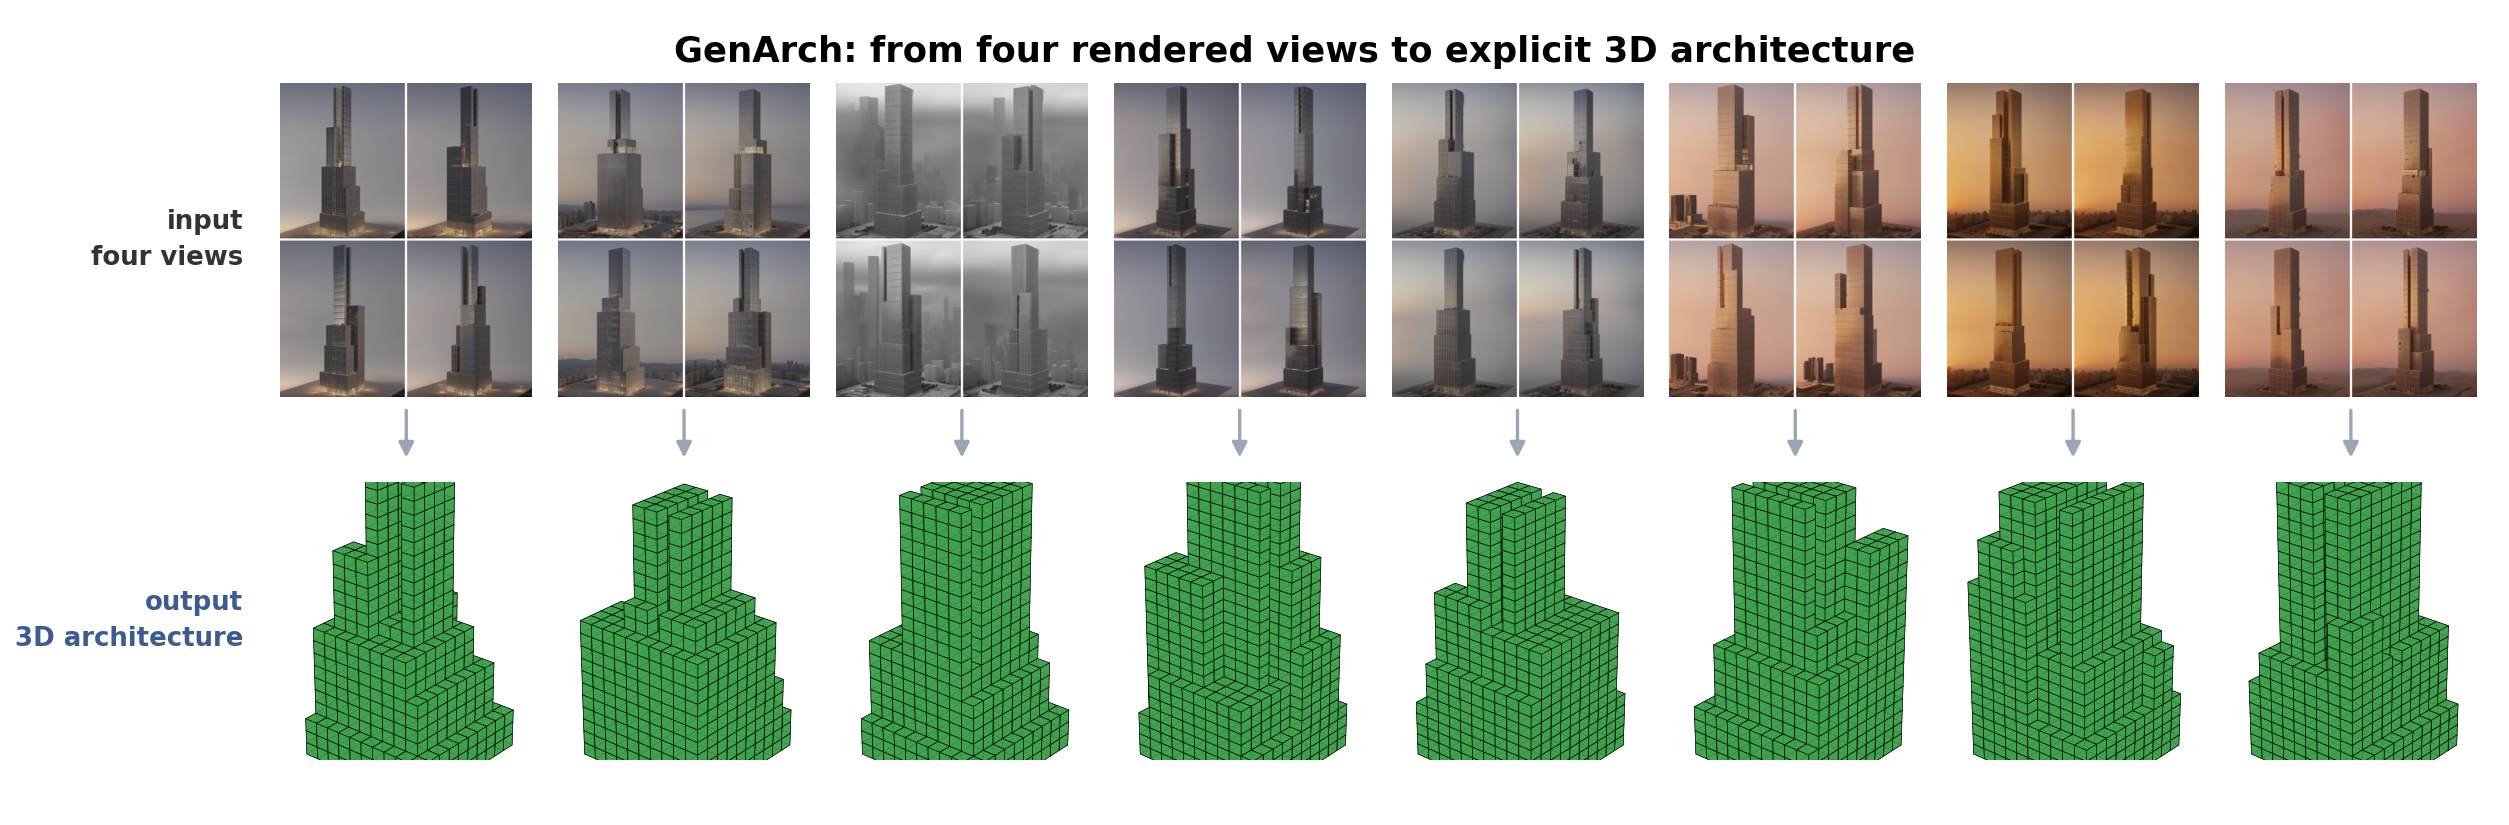 GenArch: from four rendered views to explicit 3D architecture
input
four views
output
3D architecture